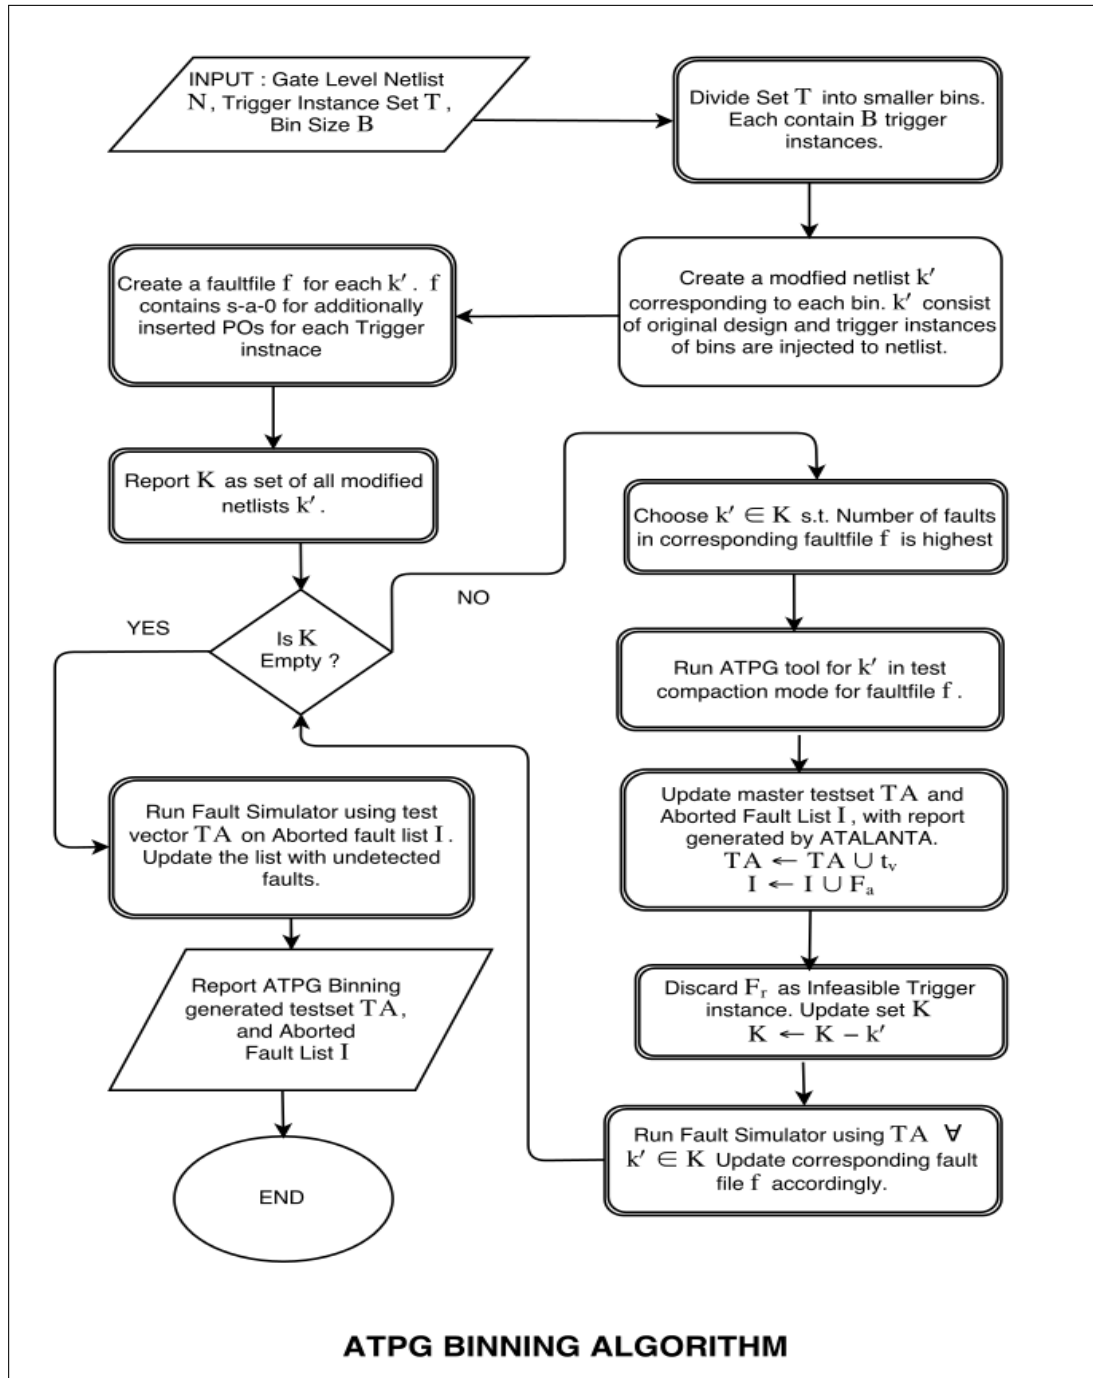 INPUT : Gate Level Netlist
N, Trigger Instance Set T ,
Bin Size B
Divide Set T into smaller bins.
Each contain B trigger
instances.
Create a modfied netlist k′
corresponding to each bin. k′ consist
of original design and trigger instances
of bins are injected to netlist.
Create a faultfile f for each k′ . f
contains s-a-0 for additionally
inserted POs for each Trigger
instnace
Report K as set of all modified
netlists k′ .
Is K
Empty ?
YES
NO
Choose k′ ∈ K s.t. Number of faults
in corresponding faultfile f is highest
Run ATPG tool for k′ in test
compaction mode for faultfile f .
Update master testset TA and
Aborted Fault List I , with report
generated by ATALANTA.
TA ← TA ∪ tᵥ
I ← I ∪ Fₐ
Discard Fᵣ as Infeasible Trigger
instance. Update set K
K ← K − k′
Run Fault Simulator using TA ∀
k′ ∈ K Update corresponding fault
file f accordingly.
Run Fault Simulator using test
vector TA on Aborted fault list I .
Update the list with undetected
faults.
Report ATPG Binning
generated testset TA,
and Aborted
Fault List I
END
ATPG BINNING ALGORITHM